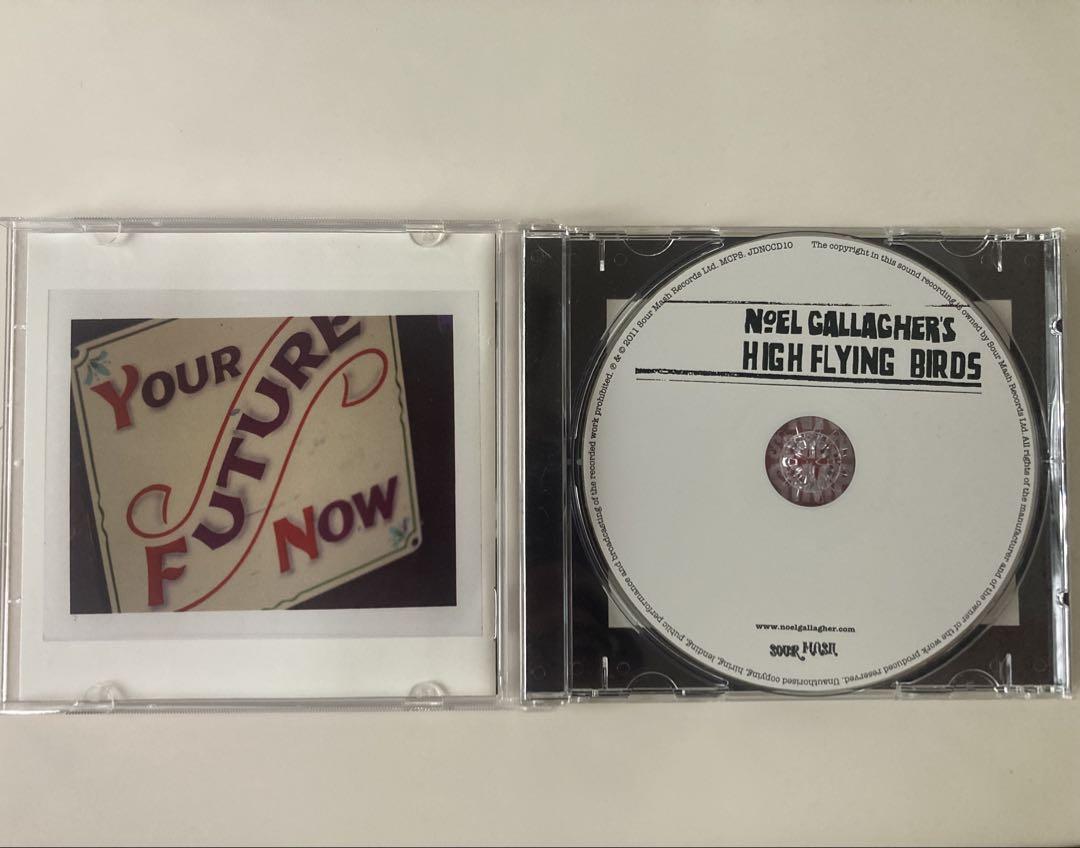 YOUR
FUTURE
NOW
NOEL GALLAGHER'S
HIGH FLYING BIRDS
www.noelgallagher.com
SOUR MASH
℗ & © 2011 Sour Mash Records Ltd. MCPS. JDNCCD10 The copyright in this sound recording is owned by Sour Mash Records Ltd. All rights of the manufacturer and of the owner of the work produced reserved. Unauthorised copying, hiring, lending, public performance and broadcasting of the recorded work prohibited.